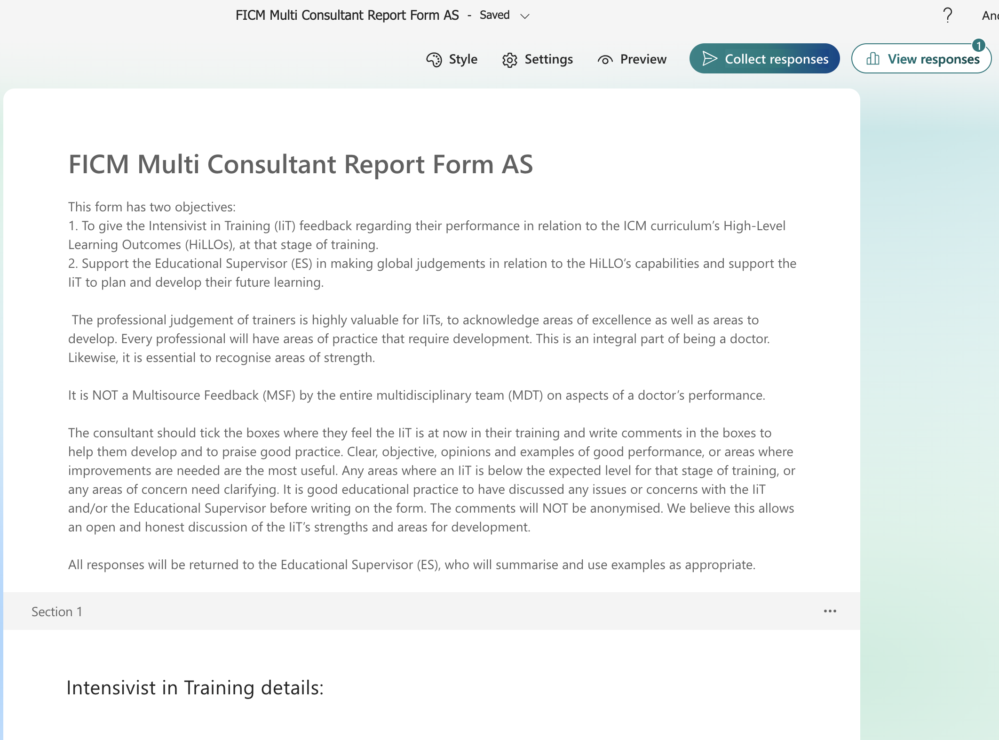 FICM Multi Consultant Report Form AS - Saved
Style
Settings
Preview
Collect responses
View responses
1
FICM Multi Consultant Report Form AS
This form has two objectives:
1. To give the Intensivist in Training (IiT) feedback regarding their performance in relation to the ICM curriculum’s High-Level
Learning Outcomes (HiLLOs), at that stage of training.
2. Support the Educational Supervisor (ES) in making global judgements in relation to the HiLLO’s capabilities and support the
IiT to plan and develop their future learning.
The professional judgement of trainers is highly valuable for IiTs, to acknowledge areas of excellence as well as areas to
develop. Every professional will have areas of practice that require development. This is an integral part of being a doctor.
Likewise, it is essential to recognise areas of strength.
It is NOT a Multisource Feedback (MSF) by the entire multidisciplinary team (MDT) on aspects of a doctor’s performance.
The consultant should tick the boxes where they feel the IiT is at now in their training and write comments in the boxes to
help them develop and to praise good practice. Clear, objective, opinions and examples of good performance, or areas where
improvements are needed are the most useful. Any areas where an IiT is below the expected level for that stage of training, or
any areas of concern need clarifying. It is good educational practice to have discussed any issues or concerns with the IiT
and/or the Educational Supervisor before writing on the form. The comments will NOT be anonymised. We believe this allows
an open and honest discussion of the IiT’s strengths and areas for development.
All responses will be returned to the Educational Supervisor (ES), who will summarise and use examples as appropriate.
Section 1
Intensivist in Training details: